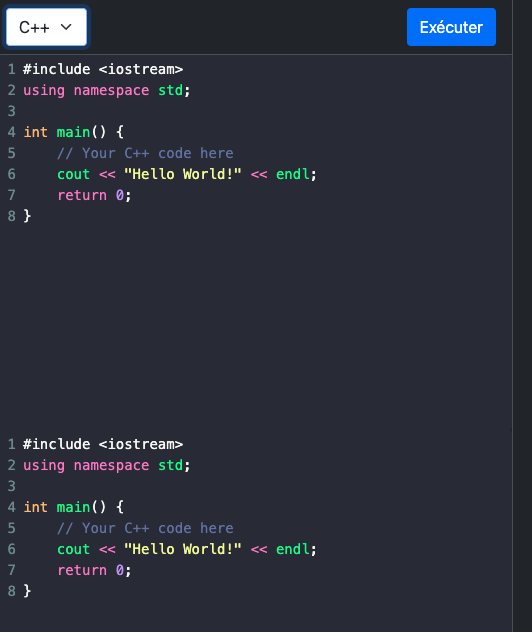 C++
Exécuter
1 #include <iostream>
2 using namespace std;
3
4 int main() {
5     // Your C++ code here
6     cout << "Hello World!" << endl;
7     return 0;
8 }
1 #include <iostream>
2 using namespace std;
3
4 int main() {
5     // Your C++ code here
6     cout << "Hello World!" << endl;
7     return 0;
8 }